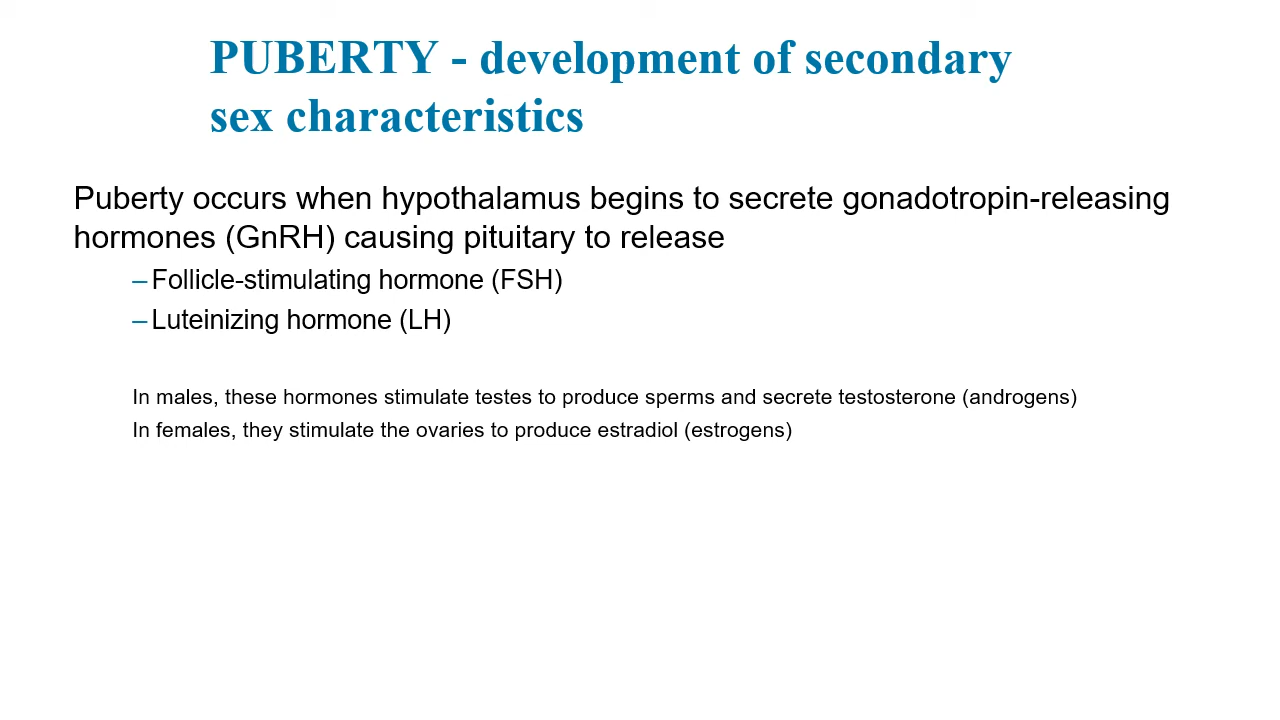 PUBERTY - development of secondary
sex characteristics
Puberty occurs when hypothalamus begins to secrete gonadotropin-releasing
hormones (GnRH) causing pituitary to release
– Follicle-stimulating hormone (FSH)
– Luteinizing hormone (LH)
In males, these hormones stimulate testes to produce sperms and secrete testosterone (androgens)
In females, they stimulate the ovaries to produce estradiol (estrogens)